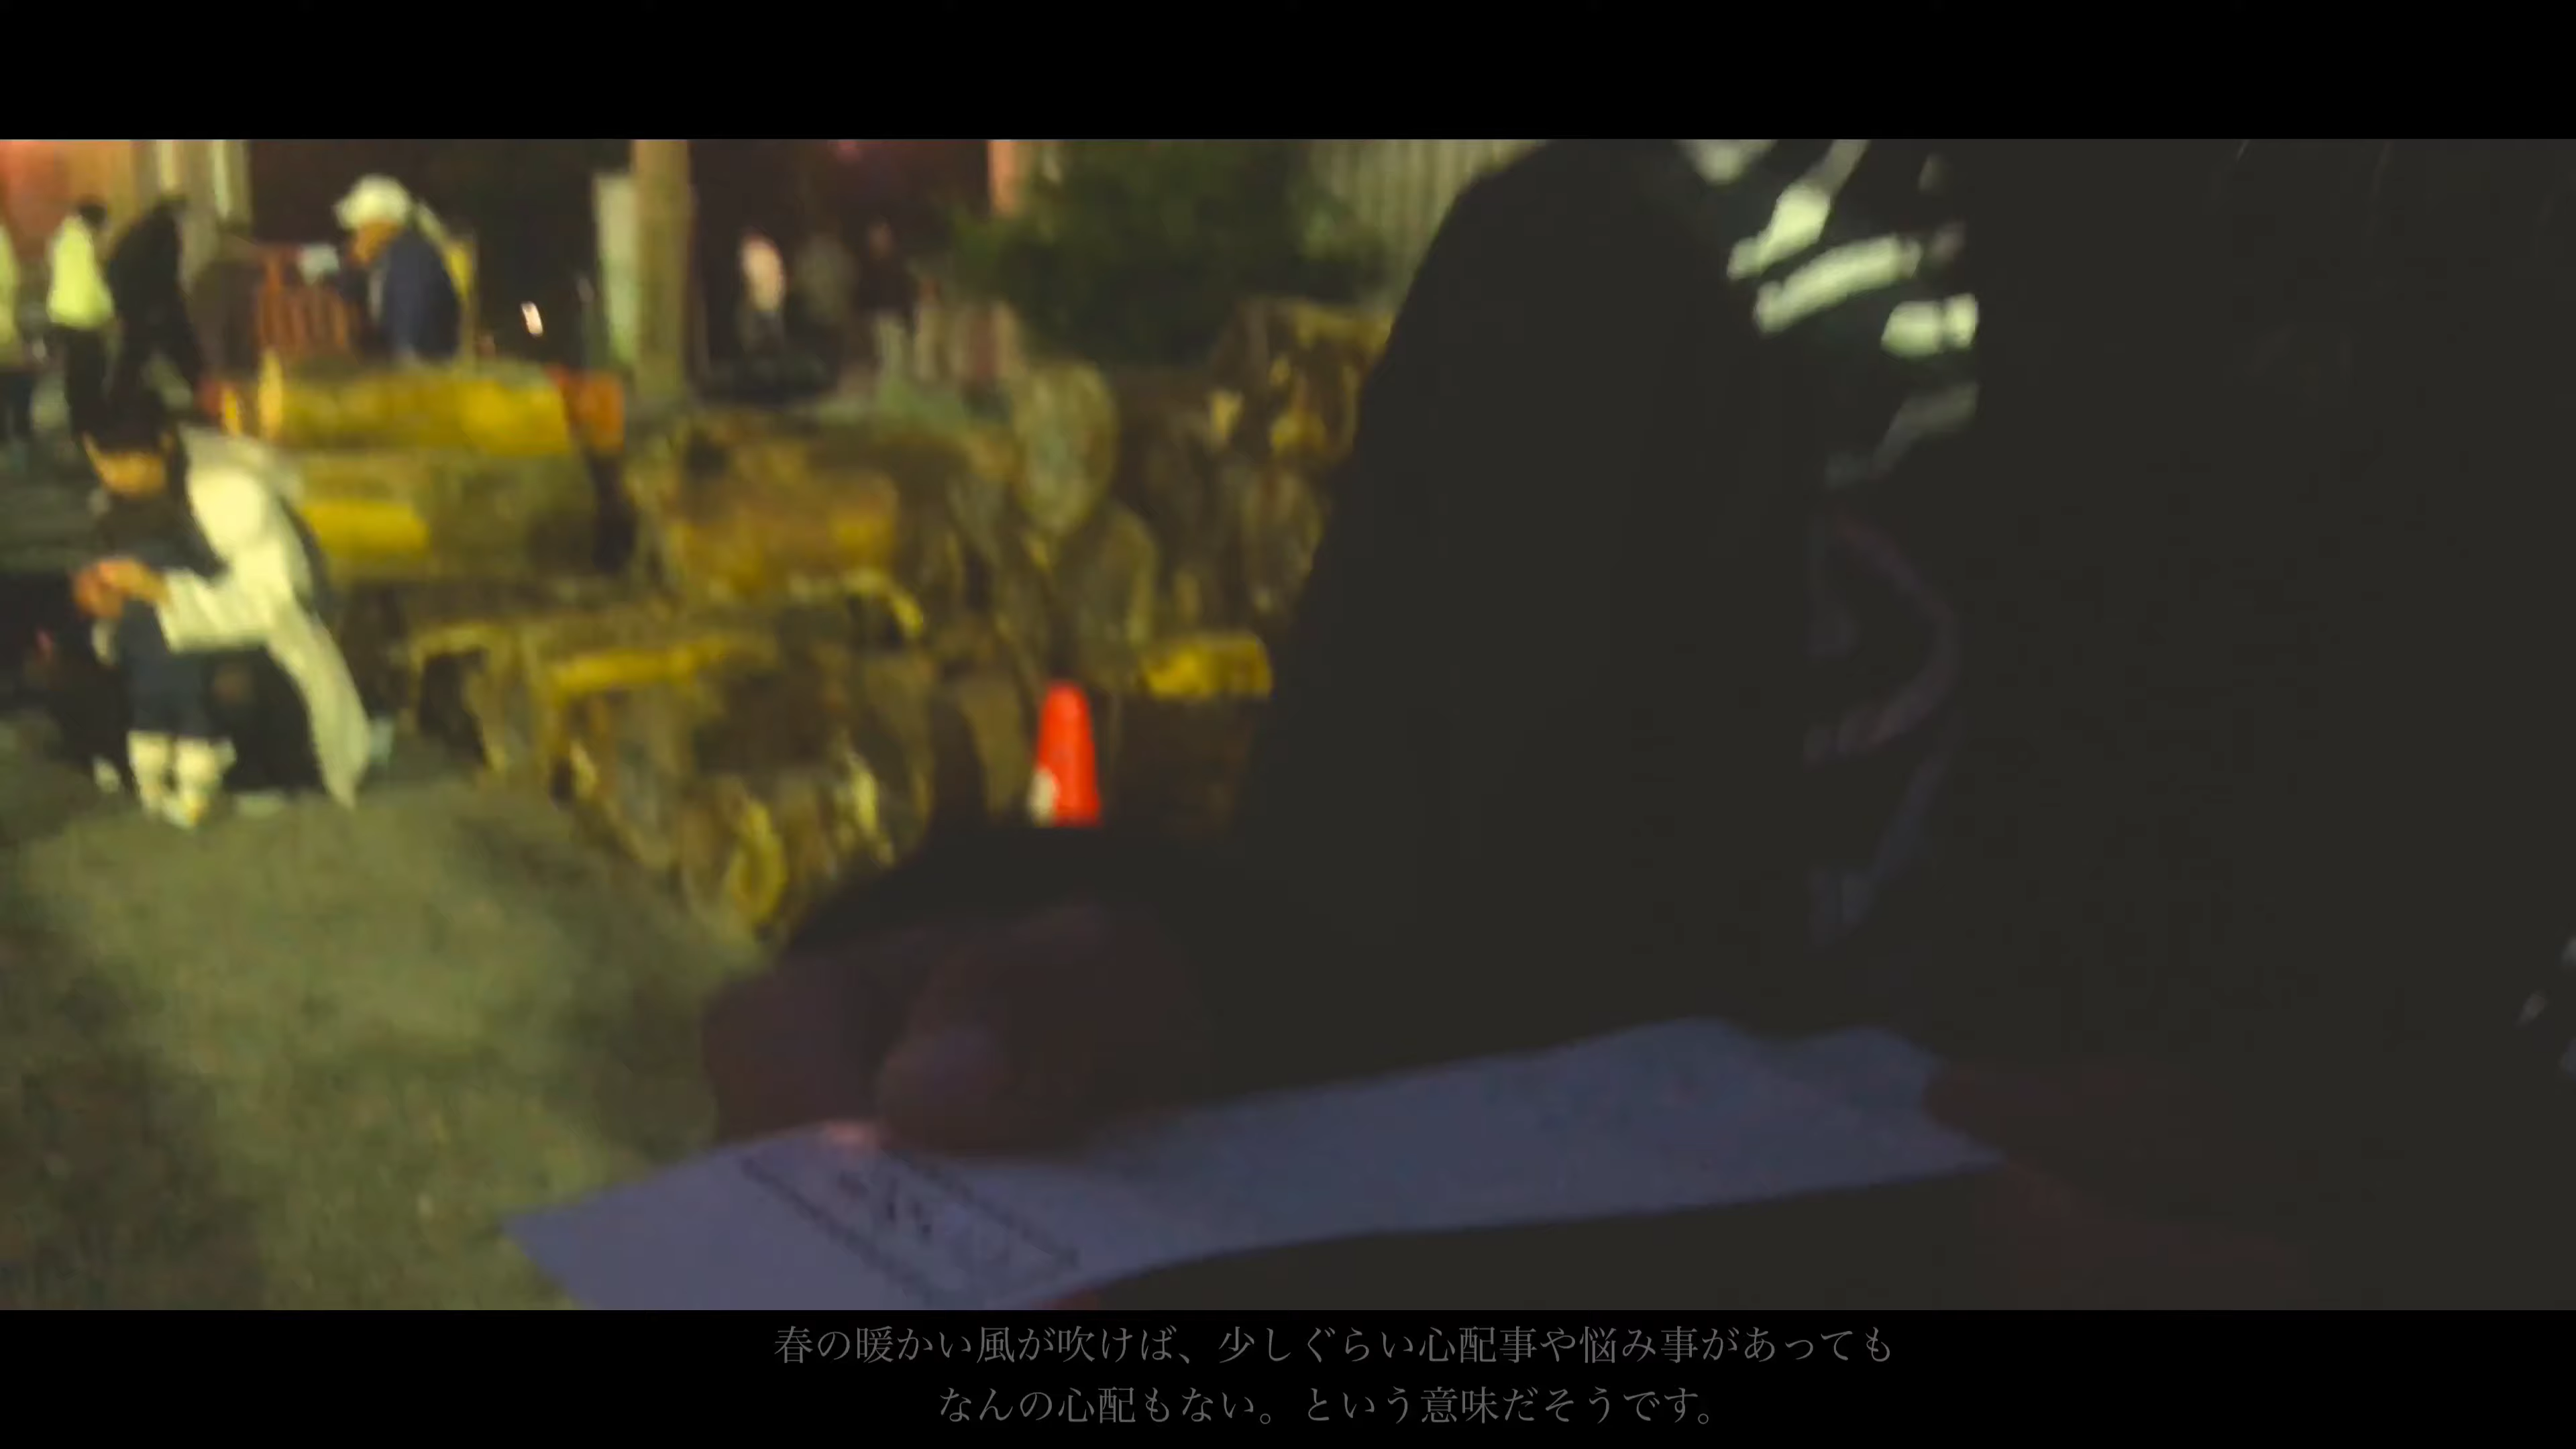 春の暖かい風が吹けば、少しぐらい心配事や悩み事があっても
なんの心配もない。という意味だそうです。